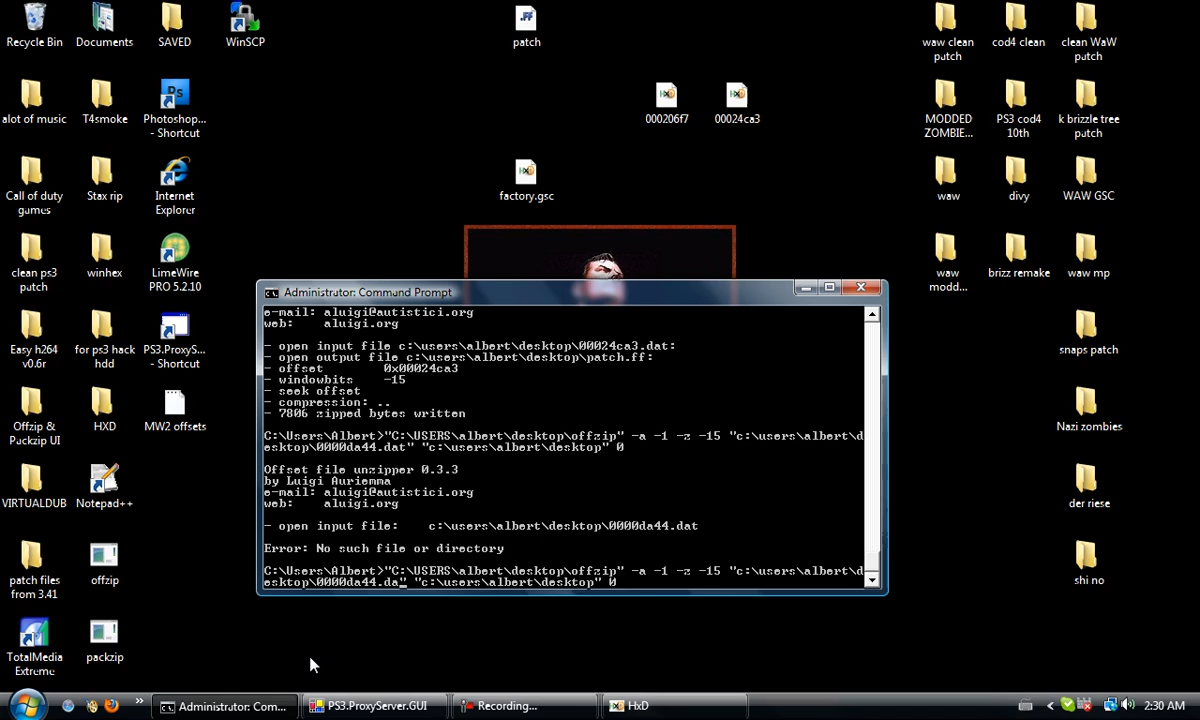 Recycle Bin
Documents
SAVED
WinSCP
patch
waw clean
patch
cod4 clean
clean WaW
patch
alot of music
T4smoke
Photoshop...
- Shortcut
000206f7
00024ca3
MODDED
ZOMBIE...
PS3 cod4
10th
k brizzle tree
patch
Call of duty
games
Stax rip
Internet
Explorer
factory.gsc
waw
divy
WAW GSC
clean ps3
patch
winhex
LimeWire
PRO 5.2.10
waw
modd...
brizz remake
waw mp
Easy h264
v0.6r
for ps3 hack
hdd
PS3.ProxyS...
- Shortcut
snaps patch
Offzip &
Puckzip UI
HXD
MW2 offsets
Nazi zombies
VIRTUALDUB
Notepad++
der riese
patch files
from 3.41
offzip
shi no
TotalMedia
Extreme
packzip
Administrator: Command Prompt
e-mail: aluigi@autistici.org
web:    aluigi.org
- open input file c:\users\albert\desktop\00024ca3.dat:
- open output file c:\users\albert\desktop\patch.ff:
- offset        0x00024ca3
- windowbits    -15
- seek offset
- compression: ..
- 7806 zipped bytes written
C:\Users\Albert>"C:\USERS\albert\desktop\offzip" -a -1 -z -15 "c:\users\albert\d
esktop\0000da44.dat" "c:\users\albert\desktop" 0
Offset file unzipper 0.3.3
by Luigi Auriemma
e-mail: aluigi@autistici.org
web:    aluigi.org
- open input file:    c:\users\albert\desktop\0000da44.dat
Error: No such file or directory
C:\Users\Albert>"C:\USERS\albert\desktop\offzip" -a -1 -z -15 "c:\users\albert\d
esktop\0000da44.da" "c:\users\albert\desktop" 0
Administrator: Com...
PS3.ProxyServer.GUI
Recording...
HxD
2:30 AM